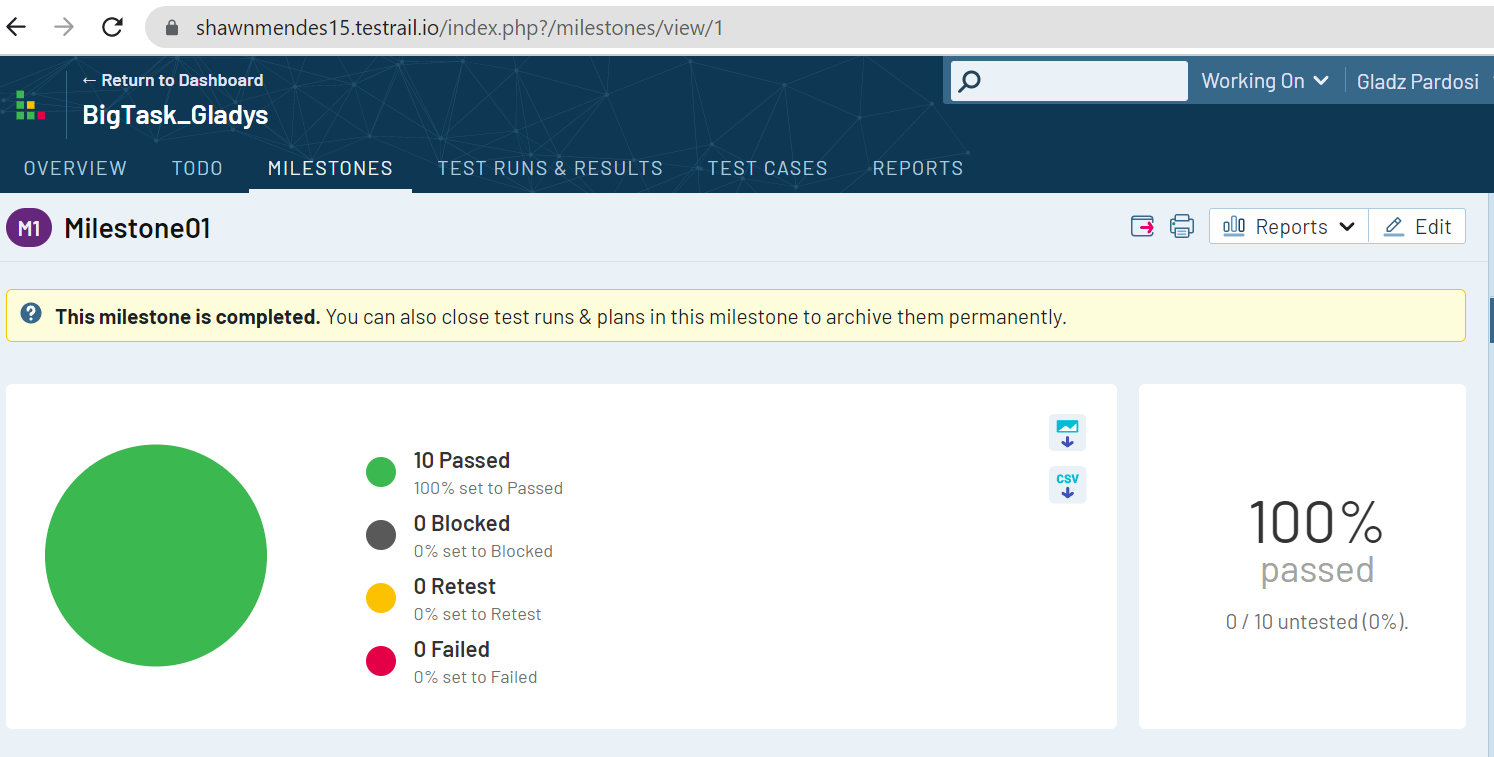 shawnmendes15.testrail.io/index.php?/milestones/view/1
← Return to Dashboard
BigTask_Gladys
Working On
Gladz Pardosi
OVERVIEW TODO MILESTONES TEST RUNS & RESULTS TEST CASES REPORTS
M1 Milestone01
Reports Edit
This milestone is completed. You can also close test runs & plans in this milestone to archive them permanently.
10 Passed
100% set to Passed
0 Blocked
0% set to Blocked
0 Retest
0% set to Retest
0 Failed
0% set to Failed
CSV
100%
passed
0 / 10 untested (0%).